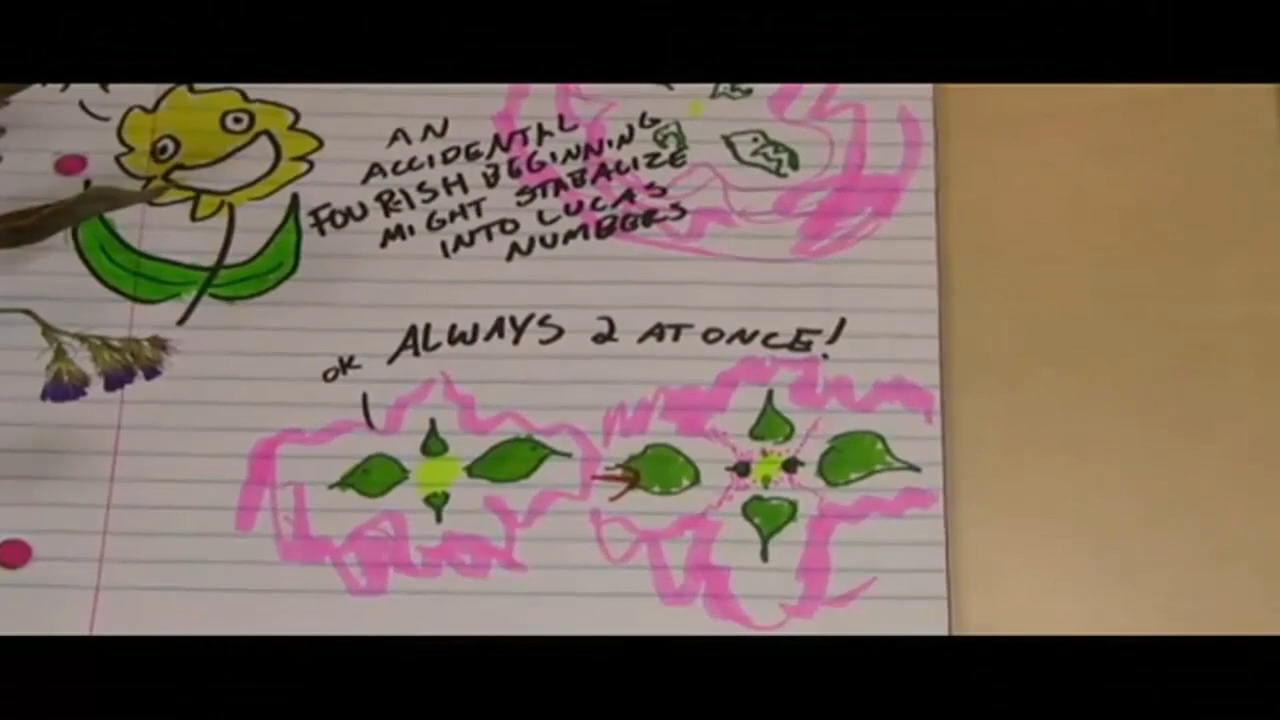 AN
ACCIDENTAL
FOURISH BEGINNING
MIGHT STABALIZE
INTO LUCAS
NUMBERS
OK ALWAYS 2 AT ONCE!